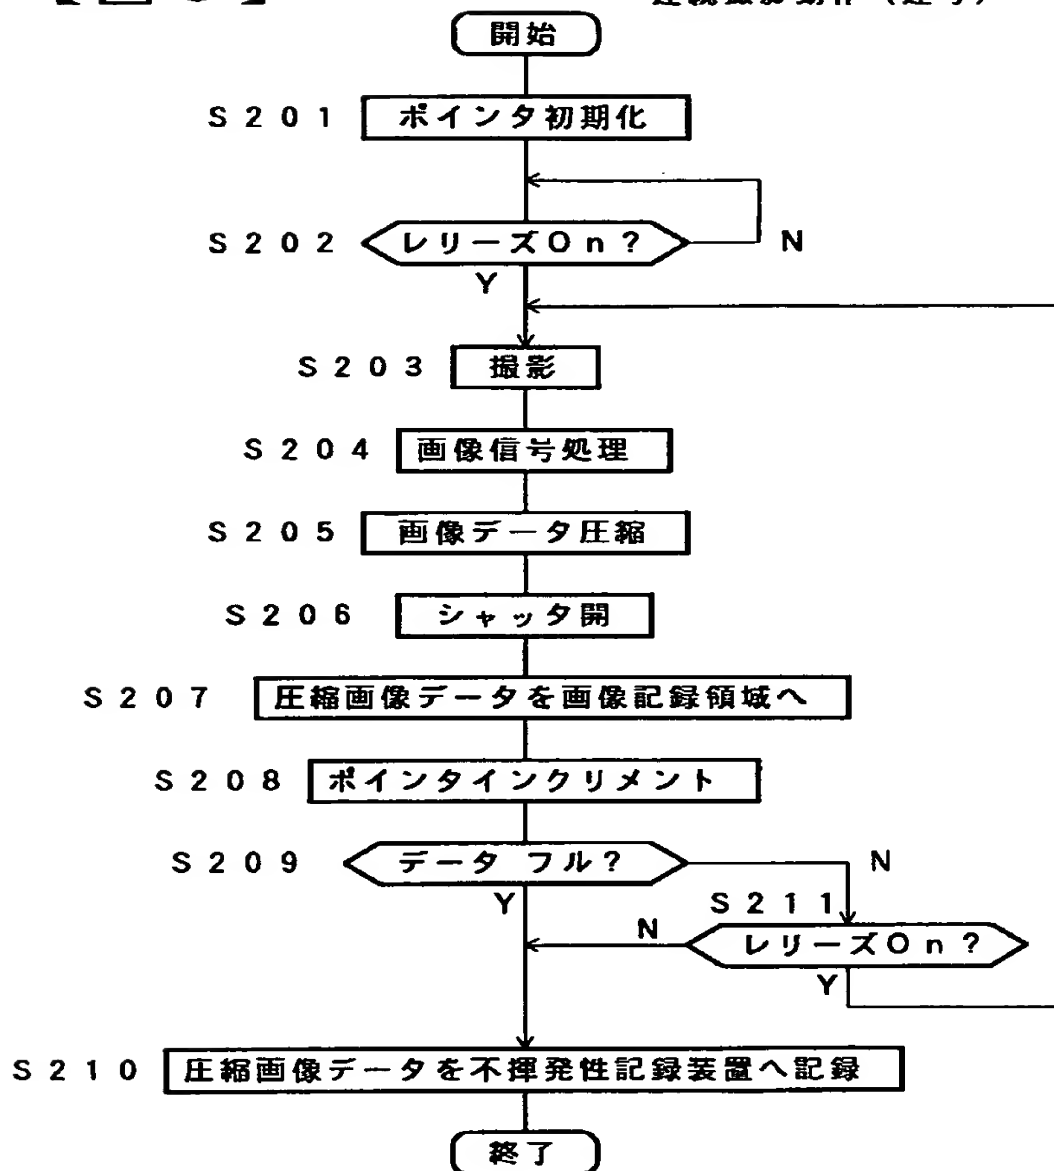 開始
S201 ポインタ初期化
S202 レリーズOn? N
Y
S203 撮影
S204 画像信号処理
S205 画像データ圧縮
S206 シャッタ開
S207 圧縮画像データを画像記録領域へ
S208 ポインタインクリメント
S209 データ フル? N
Y
S211
N レリーズOn?
Y
S210 圧縮画像データを不揮発性記録装置へ記録
終了